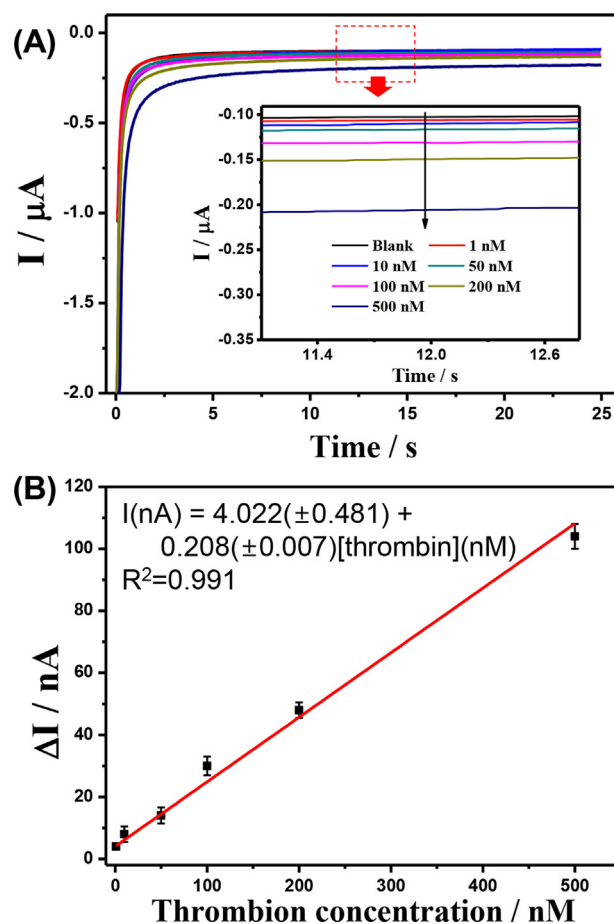 (A)
0.0
-0.5
-1.0
-1.5
-2.0
I / μA
0
5
10
15
20
25
Time / s
-0.10
-0.15
-0.20
-0.25
-0.30
-0.35
I / μA
Blank
1 nM
10 nM
50 nM
100 nM
200 nM
500 nM
11.4
12.0
12.6
Time / s
(B)
120
100
80
60
40
20
0
ΔI / nA
I(nA) = 4.022(±0.481) +
0.208(±0.007)[thrombin](nM)
R²=0.991
0
100
200
300
400
500
Thrombion concentration / nM